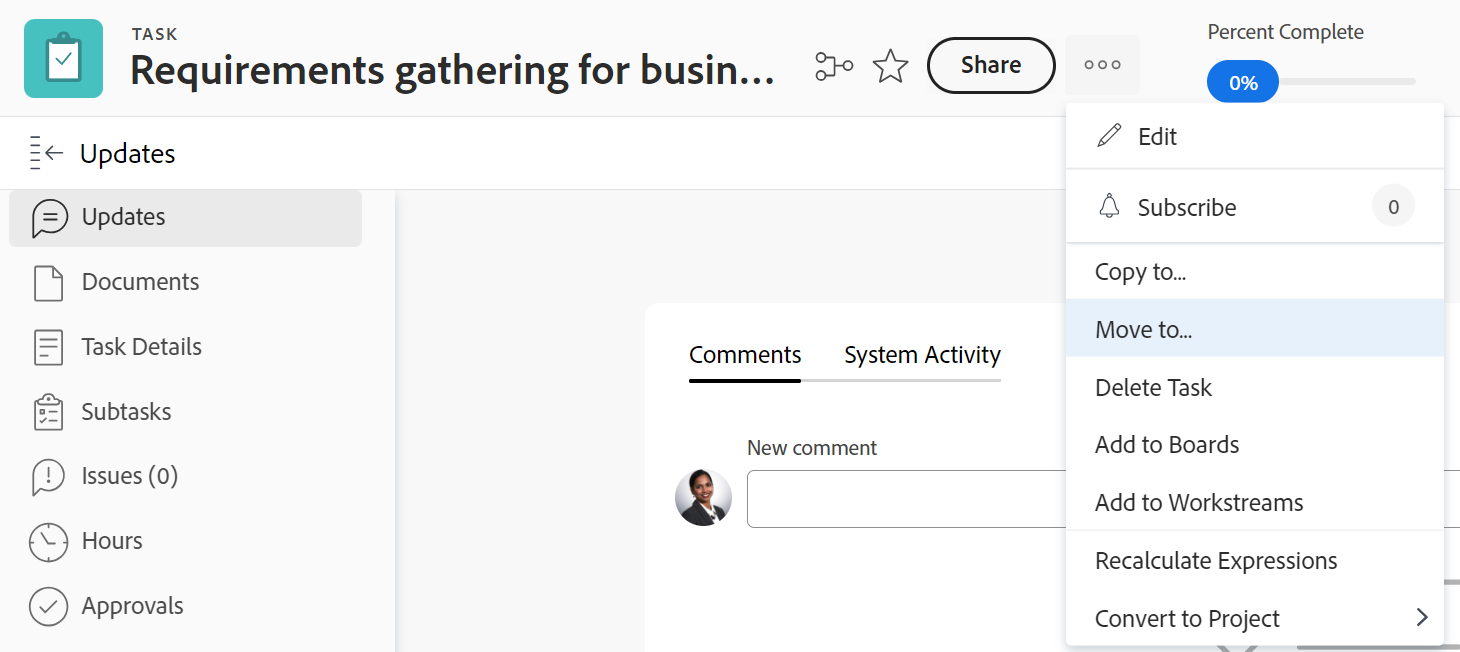 TASK
Requirements gathering for busin...
Share
Percent Complete
0%
Updates
Updates
Documents
Task Details
Subtasks
Issues (0)
Hours
Approvals
Comments
System Activity
New comment
Edit
Subscribe
0
Copy to...
Move to...
Delete Task
Add to Boards
Add to Workstreams
Recalculate Expressions
Convert to Project